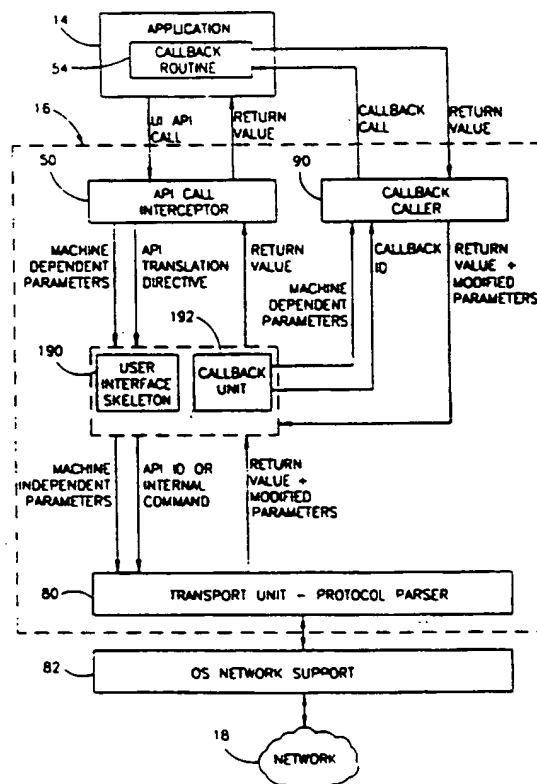 14
APPLICATION
54
CALLBACK
ROUTINE
16
UI API
CALL
RETURN
VALUE
CALLBACK
CALL
RETURN
VALUE
50
API CALL
INTERCEPTOR
90
CALLBACK
CALLER
MACHINE
DEPENDENT
PARAMETERS
API
TRANSLATION
DIRECTIVE
RETURN
VALUE
MACHINE
DEPENDENT
PARAMETERS
CALLBACK
ID
RETURN
VALUE +
MODIFIED
PARAMETERS
190
USER
INTERFACE
SKELETON
192
CALLBACK
UNIT
MACHINE
INDEPENDENT
PARAMETERS
API ID OR
INTERNAL
COMMAND
RETURN
VALUE +
MODIFIED
PARAMETERS
80
TRANSPORT UNIT - PROTOCOL PARSER
82
OS NETWORK SUPPORT
18
NETWORK